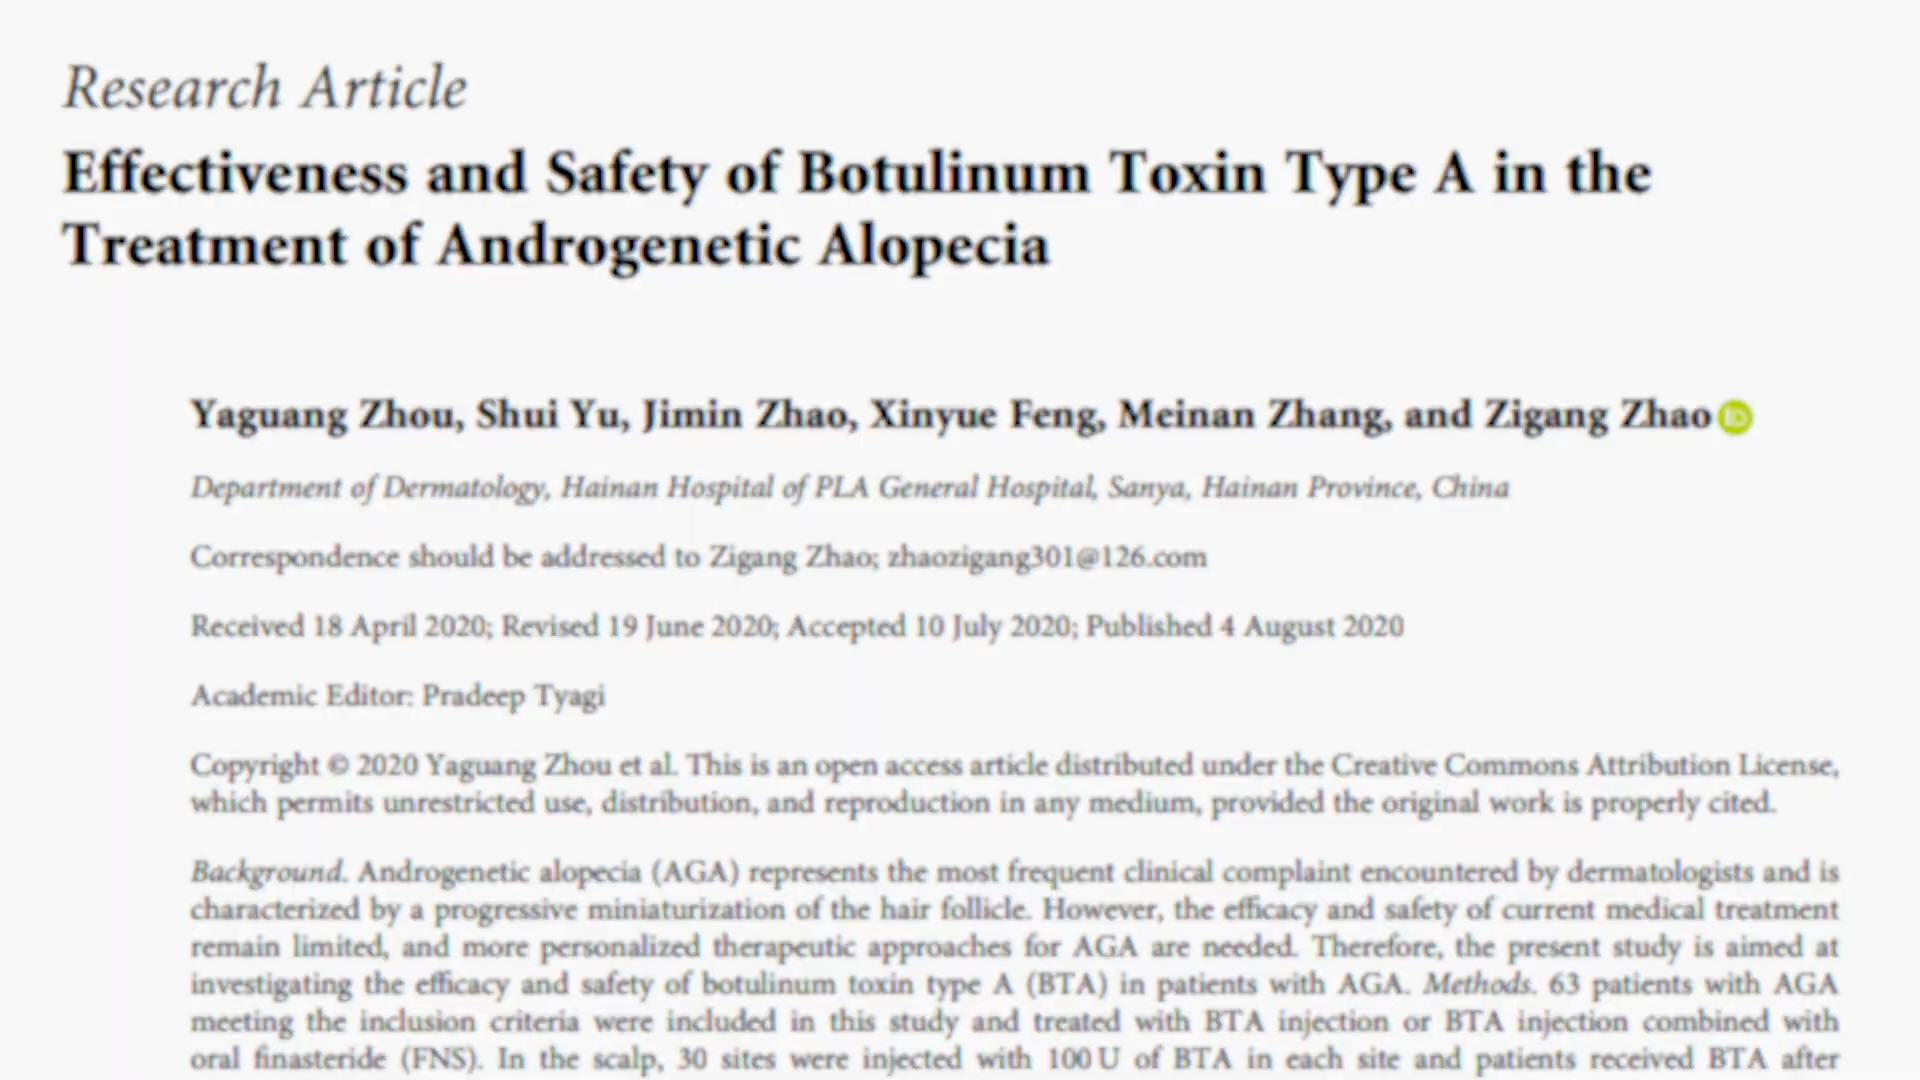 Research Article
Effectiveness and Safety of Botulinum Toxin Type A in the
Treatment of Androgenetic Alopecia
Yaguang Zhou, Shui Yu, Jimin Zhao, Xinyue Feng, Meinan Zhang, and Zigang Zhao iD
Department of Dermatology, Hainan Hospital of PLA General Hospital, Sanya, Hainan Province, China
Correspondence should be addressed to Zigang Zhao; zhaozigang301@126.com
Received 18 April 2020; Revised 19 June 2020; Accepted 10 July 2020; Published 4 August 2020
Academic Editor: Pradeep Tyagi
Copyright © 2020 Yaguang Zhou et al. This is an open access article distributed under the Creative Commons Attribution License,
which permits unrestricted use, distribution, and reproduction in any medium, provided the original work is properly cited.
Background. Androgenetic alopecia (AGA) represents the most frequent clinical complaint encountered by dermatologists and is
characterized by a progressive miniaturization of the hair follicle. However, the efficacy and safety of current medical treatment
remain limited, and more personalized therapeutic approaches for AGA are needed. Therefore, the present study is aimed at
investigating the efficacy and safety of botulinum toxin type A (BTA) in patients with AGA. Methods. 63 patients with AGA
meeting the inclusion criteria were included in this study and treated with BTA injection or BTA injection combined with
oral finasteride (FNS). In the scalp, 30 sites were injected with 100 U of BTA in each site and patients received BTA after